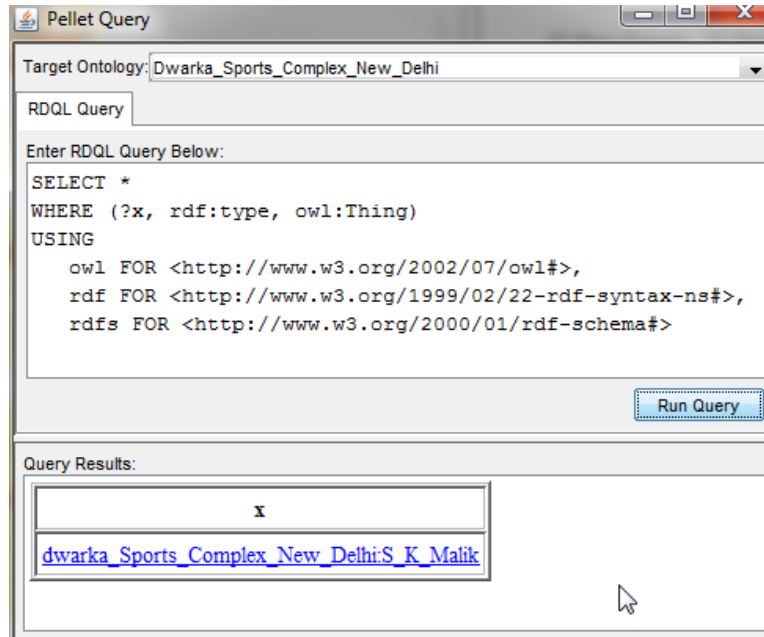 Pellet Query
Target Ontology: Dwarka_Sports_Complex_New_Delhi
RDQL Query
Enter RDQL Query Below:
SELECT *
WHERE (?x, rdf:type, owl:Thing)
USING
owl FOR <http://www.w3.org/2002/07/owl#>,
rdf FOR <http://www.w3.org/1999/02/22-rdf-syntax-ns#>,
rdfs FOR <http://www.w3.org/2000/01/rdf-schema#>
Run Query
Query Results:
x
dwarka_Sports_Complex_New_Delhi:S_K_Malik